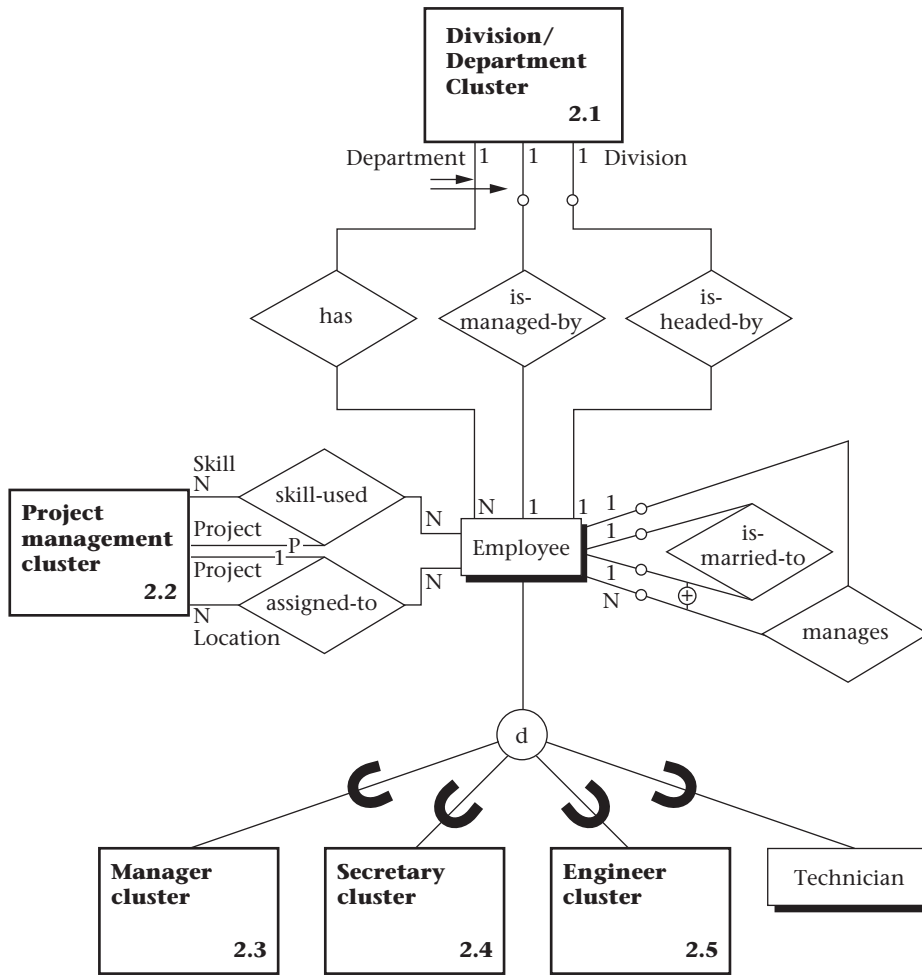 Division/
Department
Cluster
2.1
Department 1 1 1 Division
has
is-
managed-by
is-
headed-by
Skill
N
skill-used
N
N 1 1
Project
management
cluster
2.2
Project
P
Project
1
N
Location
assigned-to
N
Employee
1
1
1
N
is-
married-to
+
manages
d
Manager
cluster
2.3
Secretary
cluster
2.4
Engineer
cluster
2.5
Technician